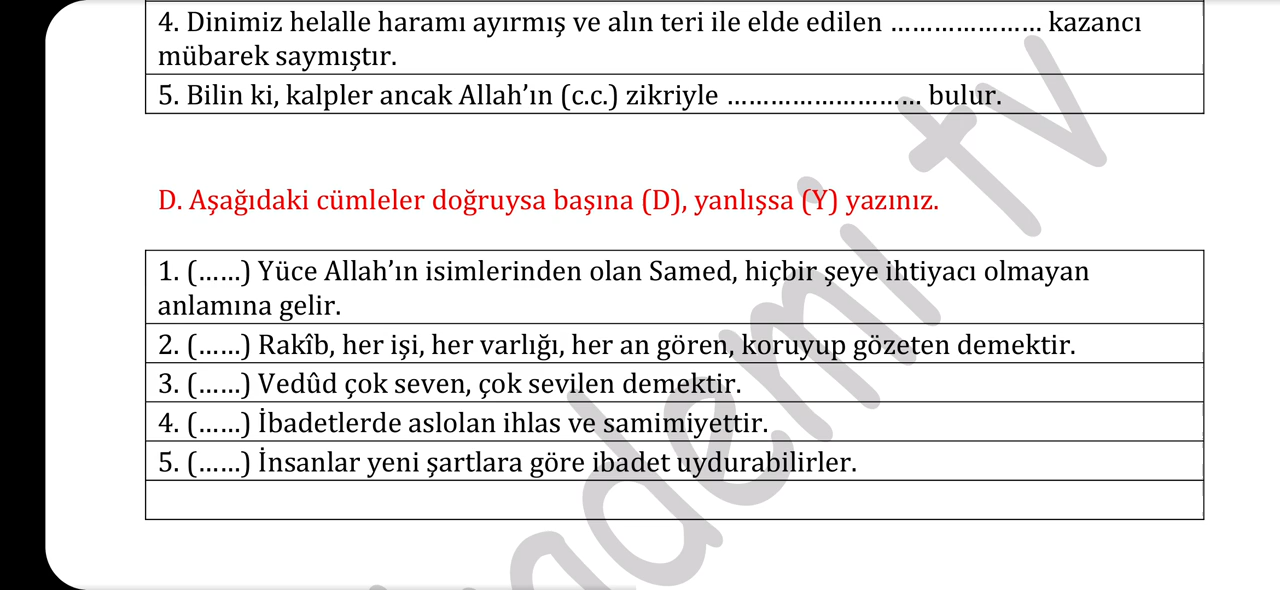 4. Dinimiz helalle haramı ayırmış ve alın teri ile elde edilen ………………… kazancı
mübarek saymıştır.
5. Bilin ki, kalpler ancak Allah’ın (c.c.) zikriyle ……………………… bulur.
D. Aşağıdaki cümleler doğruysa başına (D), yanlışsa (Y) yazınız.
1. (……) Yüce Allah’ın isimlerinden olan Samed, hiçbir şeye ihtiyacı olmayan
anlamına gelir.
2. (……) Rakîb, her işi, her varlığı, her an gören, koruyup gözeten demektir.
3. (……) Vedûd çok seven, çok sevilen demektir.
4. (……) İbadetlerde aslolan ihlas ve samimiyettir.
5. (……) İnsanlar yeni şartlara göre ibadet uydurabilirler.
tv